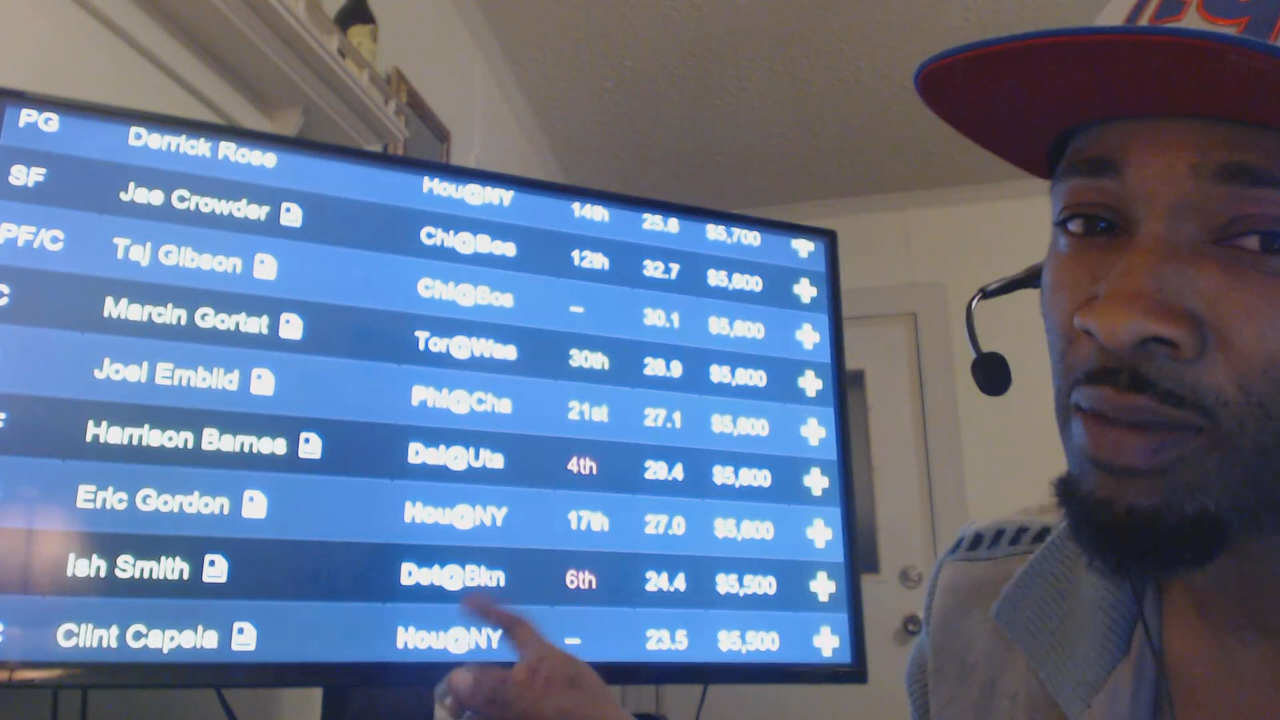 PG Derrick Rose Hou@NY 14th 25.6 $5,700
SF Jae Crowder Chi@Bos 12th 32.7 $5,600
PF/C Taj Gibson Chi@Bos – 30.1 $5,600
C Marcin Gortat Tor@Was 30th 28.9 $5,600
Joel Embiid Phi@Cha 21st 27.1 $5,600
F Harrison Barnes Dal@Uta 4th 29.4 $5,600
Eric Gordon Hou@NY 17th 27.0 $5,600
Ish Smith Det@Bkn 6th 24.4 $5,500
C Clint Capela Hou@NY – 23.5 $5,500